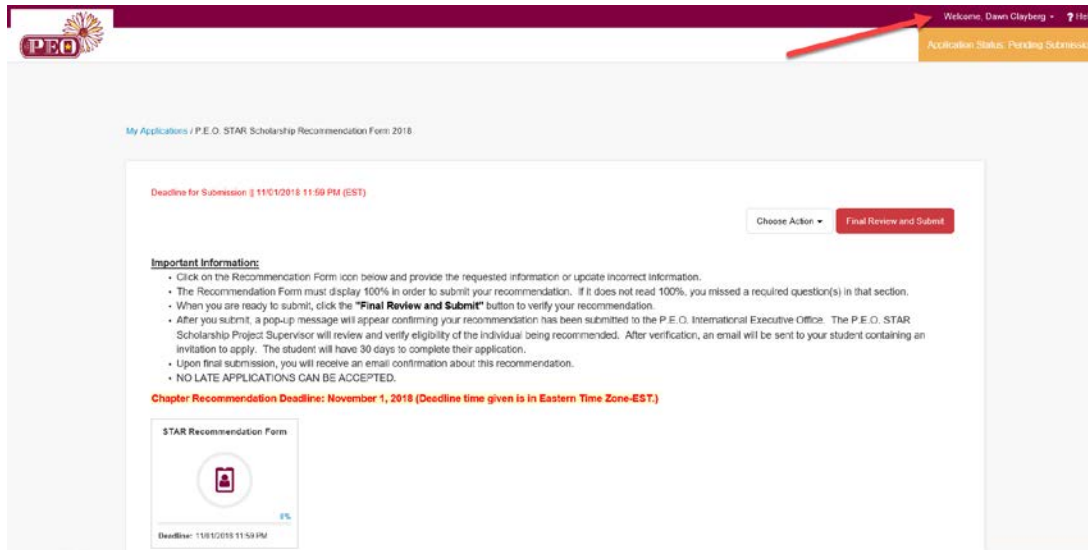 Welcome, Dawn Clayberg ? He
PEO
Application Status: Pending Submissio
My Applications / P.E.O. STAR Scholarship Recommendation Form 2018
Deadline for Submission || 11/01/2018 11:59 PM (EST)
Choose Action Final Review and Submit
Important Information:
• Click on the Recommendation Form icon below and provide the requested information or update incorrect information.
• The Recommendation Form must display 100% in order to submit your recommendation. If it does not read 100%, you missed a required question(s) in that section.
• When you are ready to submit, click the "Final Review and Submit" button to verify your recommendation.
• After you submit, a pop-up message will appear confirming your recommendation has been submitted to the P.E.O. International Executive Office. The P.E.O. STAR
Scholarship Project Supervisor will review and verify eligibility of the individual being recommended. After verification, an email will be sent to your student containing an
invitation to apply. The student will have 30 days to complete their application.
• Upon final submission, you will receive an email confirmation about this recommendation.
• NO LATE APPLICATIONS CAN BE ACCEPTED.
Chapter Recommendation Deadline: November 1, 2018 (Deadline time given is in Eastern Time Zone-EST.)
STAR Recommendation Form
0%
Deadline: 11/01/2018 11:59 PM